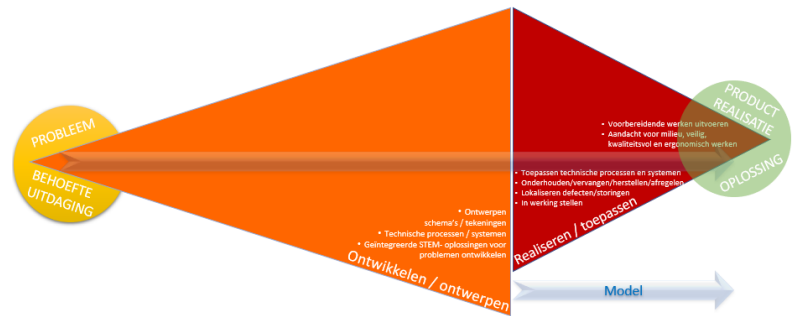 PROBLEEM
BEHOEFTE
UITDAGING
• Ontwerpen
schema's / tekeningen
• Technische processen / systemen
• Geïntegreerde STEM- oplossingen voor
problemen ontwikkelen
Ontwikkelen / ontwerpen
• Voorbereidende werken uitvoeren
• Aandacht voor milieu, veilig,
kwaliteitsvol en ergonomisch werken
• Toepassen technische processen en systemen
• Onderhouden/vervangen/herstellen/afregelen
• Lokaliseren defecten/storingen
• In werking stellen
Realiseren / toepassen
PRODUCT
REALISATIE
OPLOSSING
Model